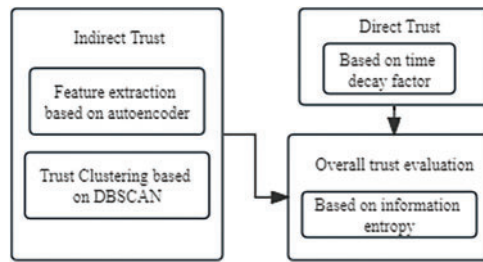 Indirect Trust
Feature extraction
based on autoencoder
Trust Clustering based
on DBSCAN
Direct Trust
Based on time
decay factor
Overall trust evaluation
Based on information
entropy